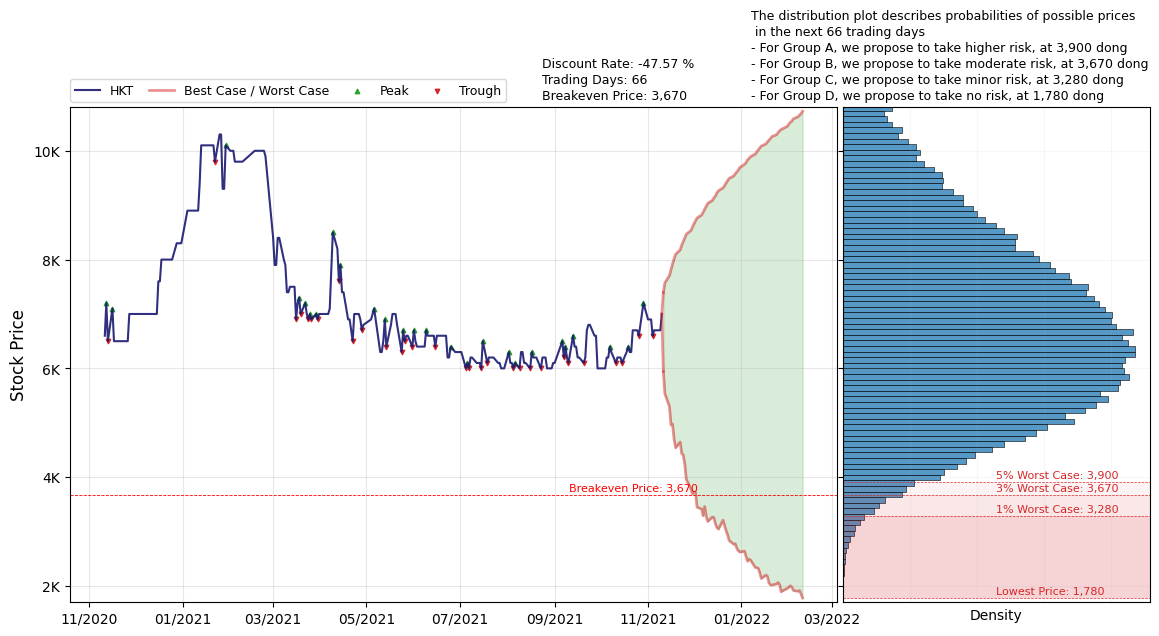 The distribution plot describes probabilities of possible prices
in the next 66 trading days
- For Group A, we propose to take higher risk, at 3,900 dong
- For Group B, we propose to take moderate risk, at 3,670 dong
- For Group C, we propose to take minor risk, at 3,280 dong
- For Group D, we propose to take no risk, at 1,780 dong
Discount Rate: -47.57 %
Trading Days: 66
Breakeven Price: 3,670
HKT Best Case / Worst Case Peak Trough
Stock Price
10K
8K
6K
4K
2K
Breakeven Price: 3,670
5% Worst Case: 3,900
3% Worst Case: 3,670
1% Worst Case: 3,280
Lowest Price: 1,780
11/2020 01/2021 03/2021 05/2021 07/2021 09/2021 11/2021 01/2022 03/2022
Density